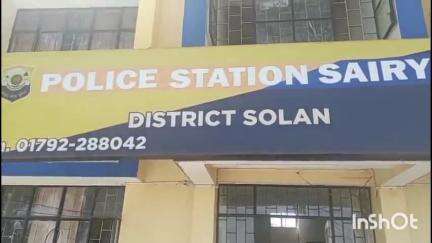 POLICE STATION SAIRY
DISTRICT SOLAN
01792-288042
InShOt